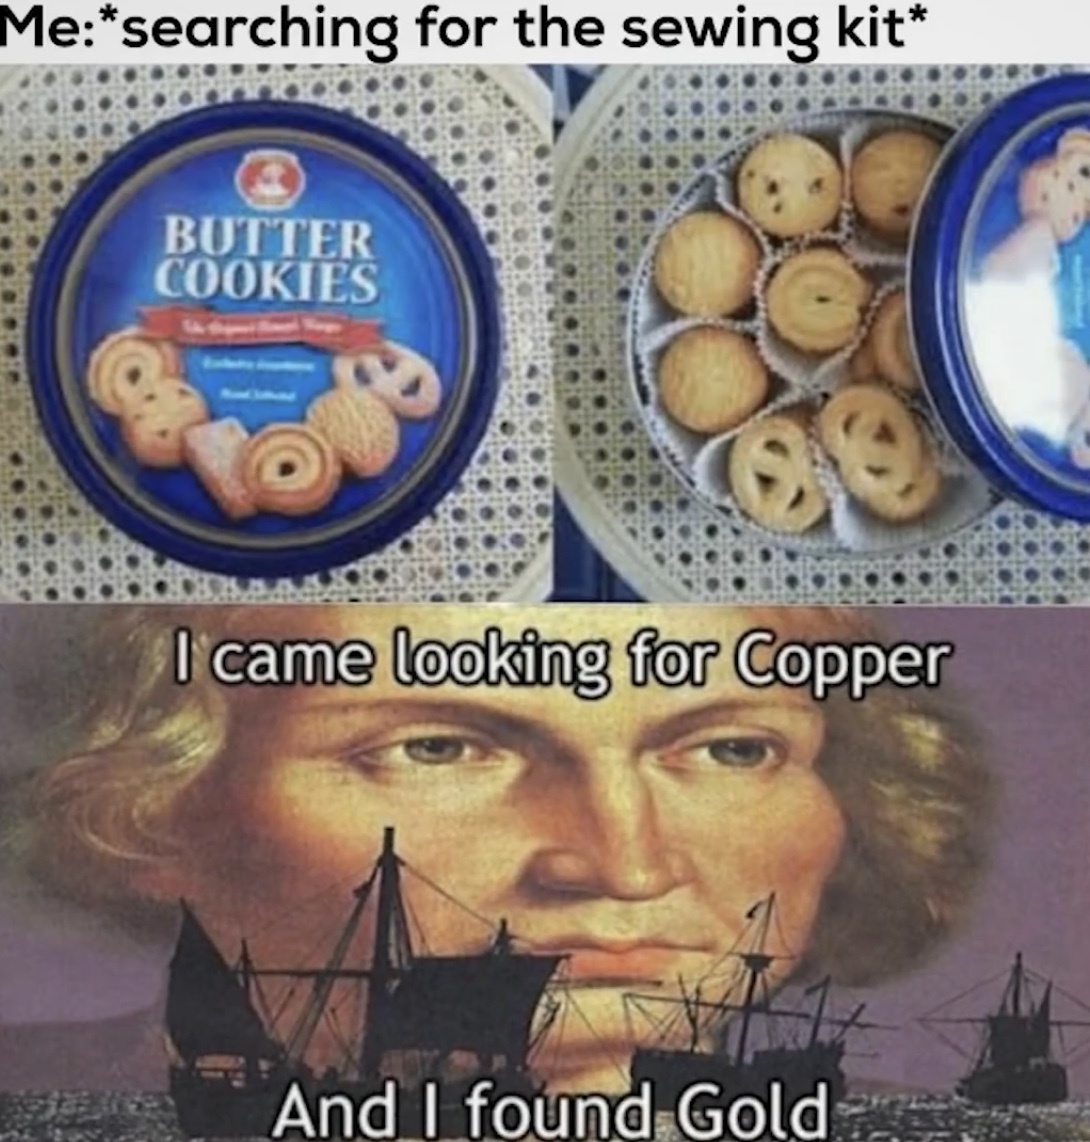 Me:*searching for the sewing kit*
BUTTER
COOKIES
I came looking for Copper
And I found Gold